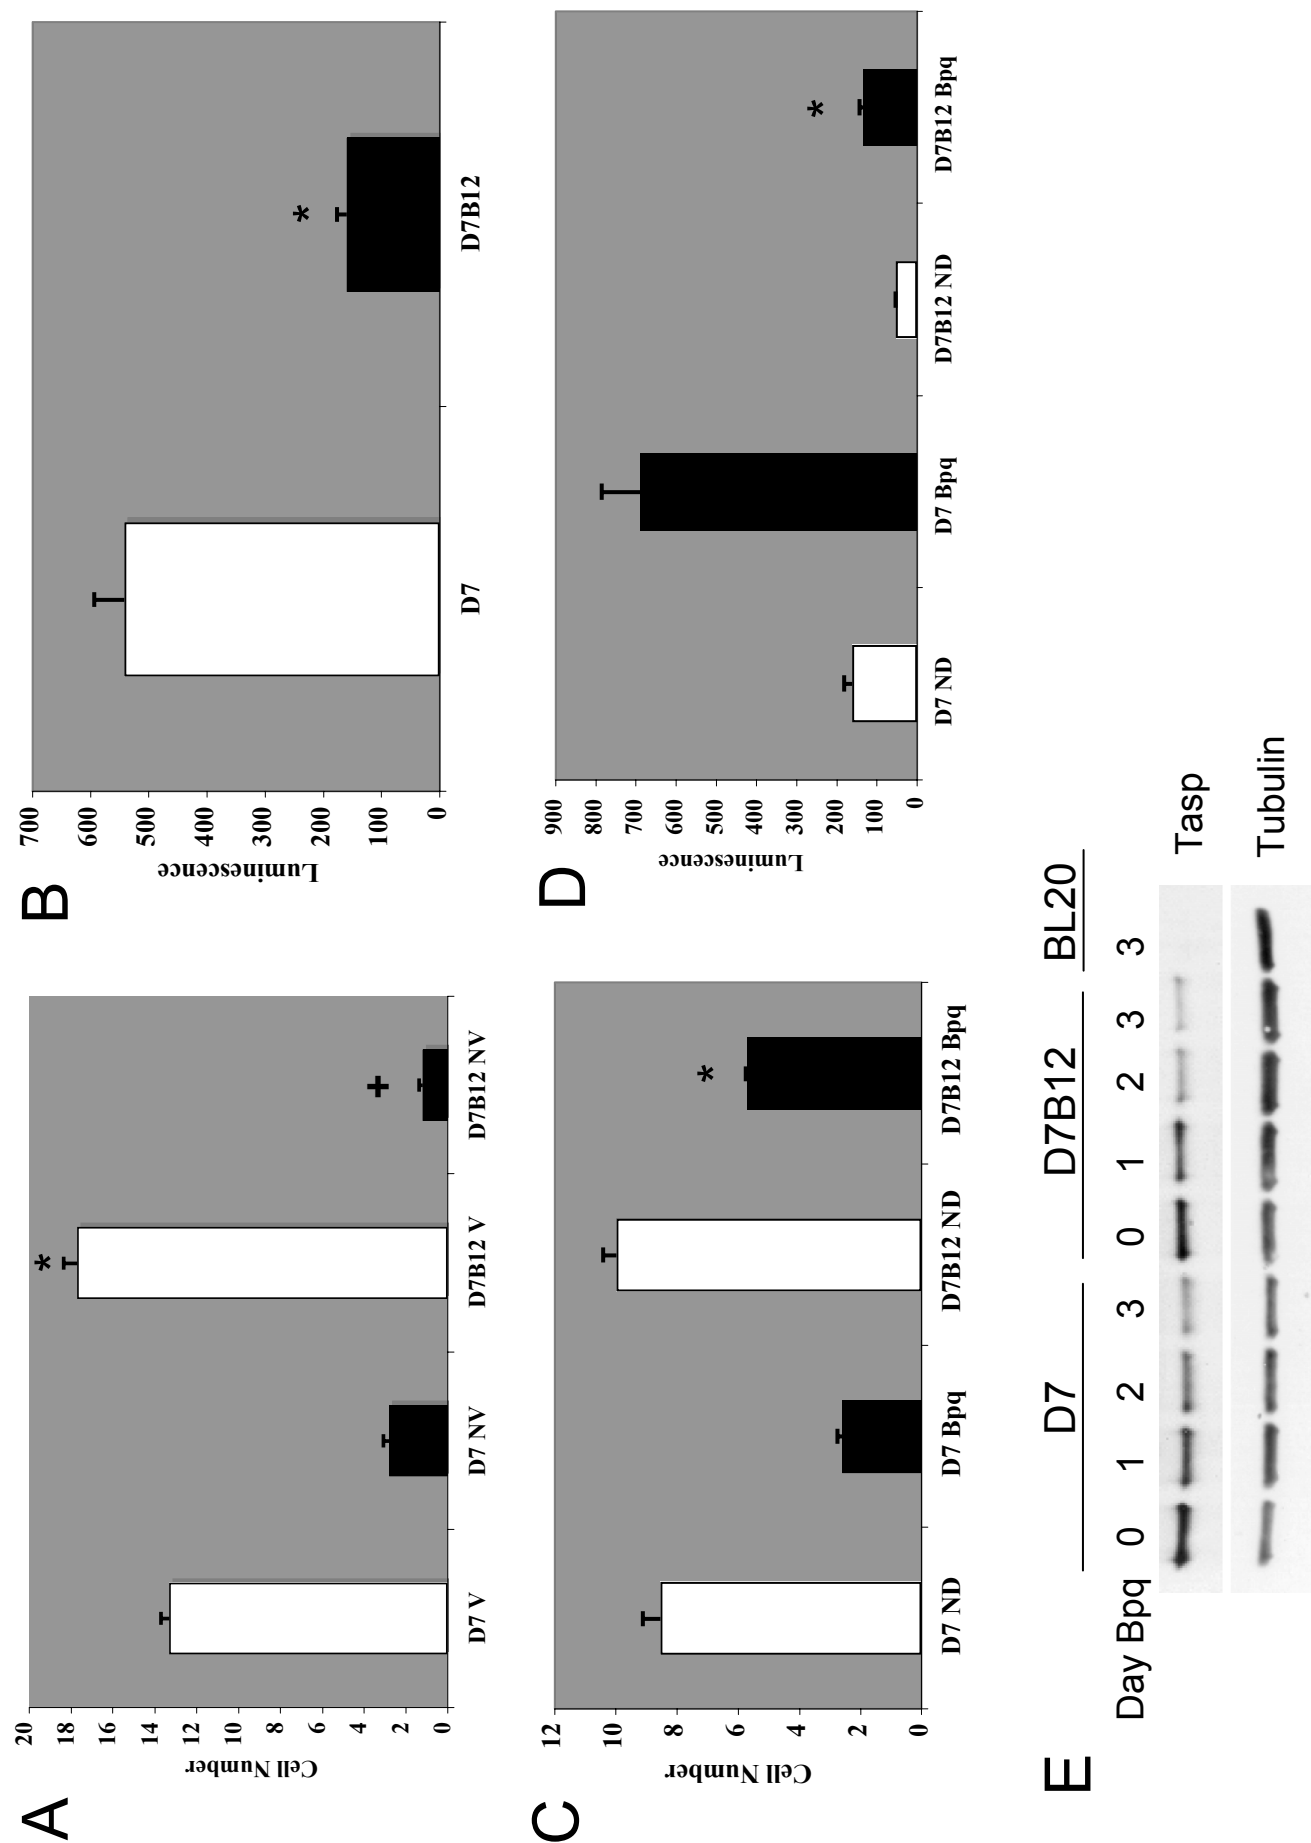 A
Cell Number
20
18
16
14
12
10
8
6
4
2
0
*
+
D7 V
D7 NV
D7B12 V
D7B12 NV
B
Luminescence
700
600
500
400
300
200
100
0
*
D7
D7B12
C
Cell Number
12
10
8
6
4
2
0
*
D7 ND
D7 Bpq
D7B12 ND
D7B12 Bpq
D
Luminescence
900
800
700
600
500
400
300
200
100
0
*
D7 ND
D7 Bpq
D7B12 ND
D7B12 Bpq
E
D7 D7B12 BL20
Day Bpq 0 1 2 3 0 1 2 3 3
Tasp
Tubulin